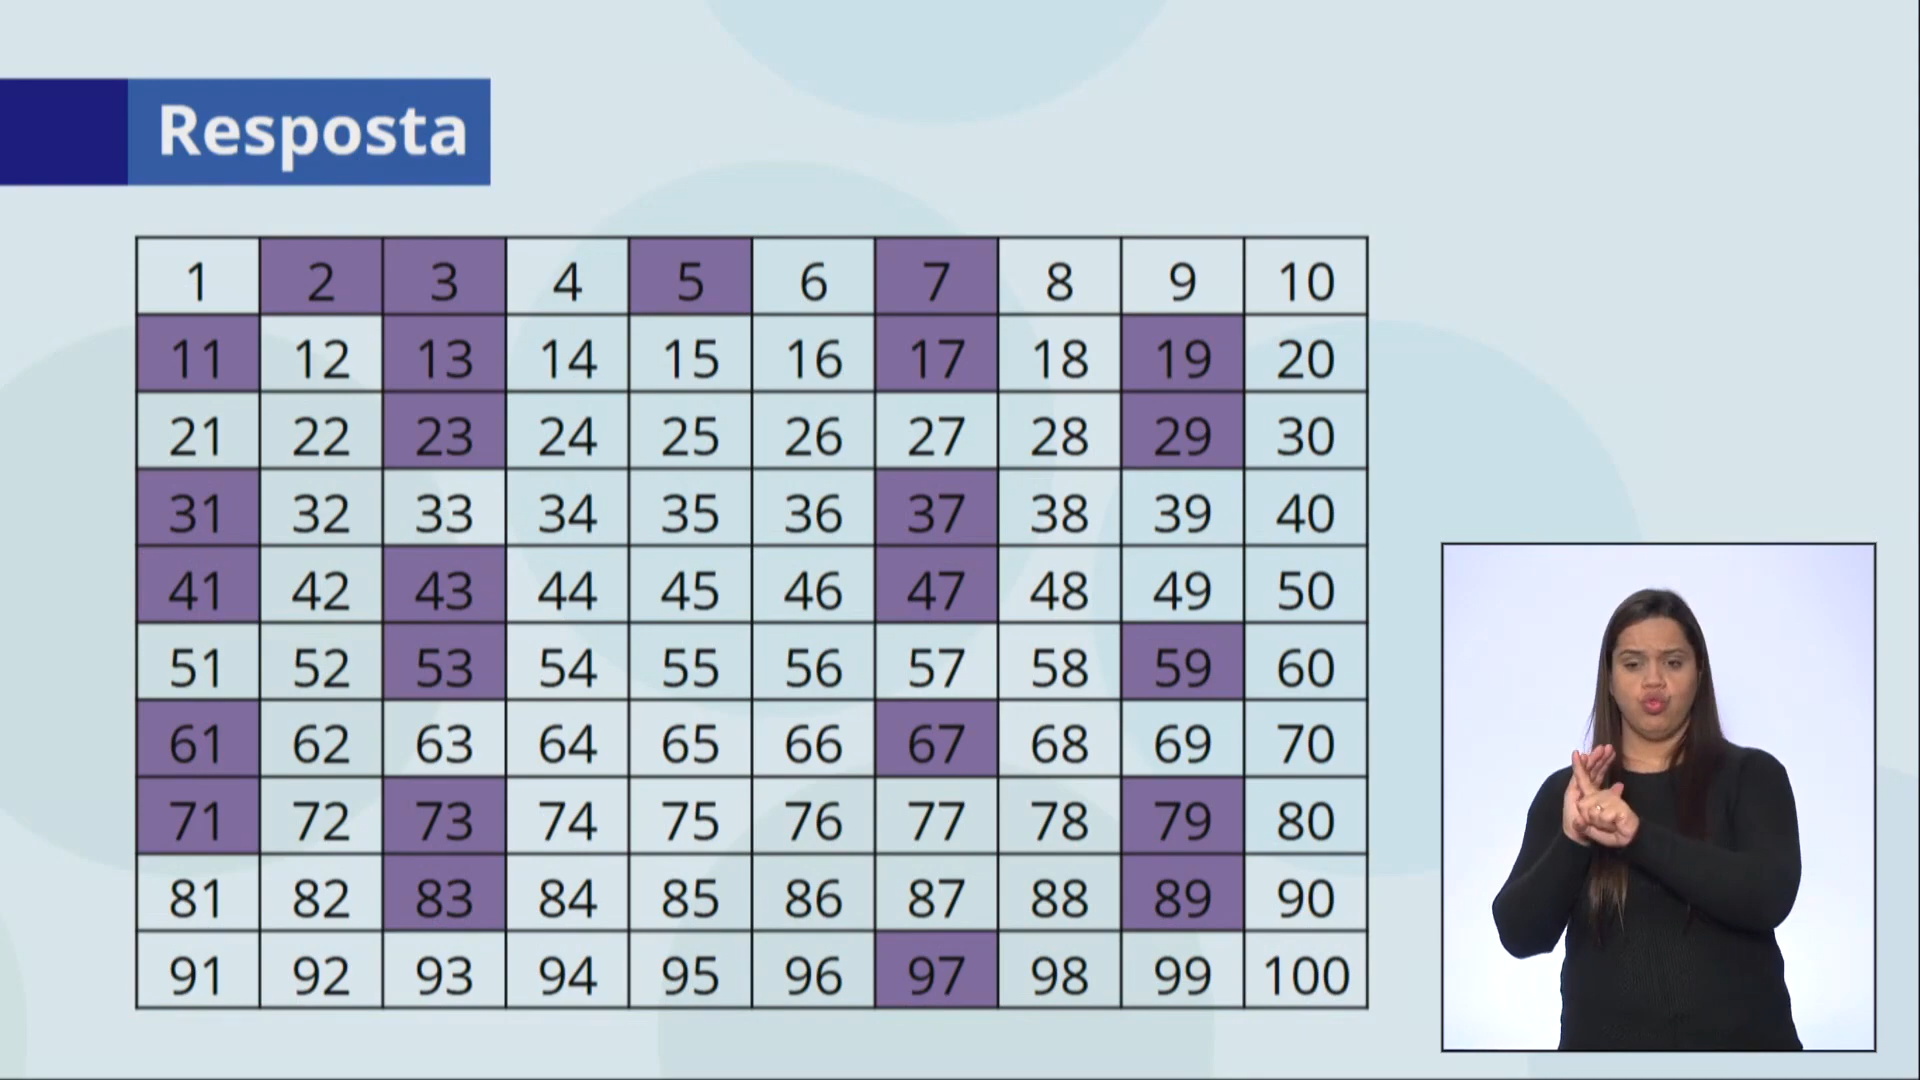 Resposta
1 2 3 4 5 6 7 8 9 10
11 12 13 14 15 16 17 18 19 20
21 22 23 24 25 26 27 28 29 30
31 32 33 34 35 36 37 38 39 40
41 42 43 44 45 46 47 48 49 50
51 52 53 54 55 56 57 58 59 60
61 62 63 64 65 66 67 68 69 70
71 72 73 74 75 76 77 78 79 80
81 82 83 84 85 86 87 88 89 90
91 92 93 94 95 96 97 98 99 100